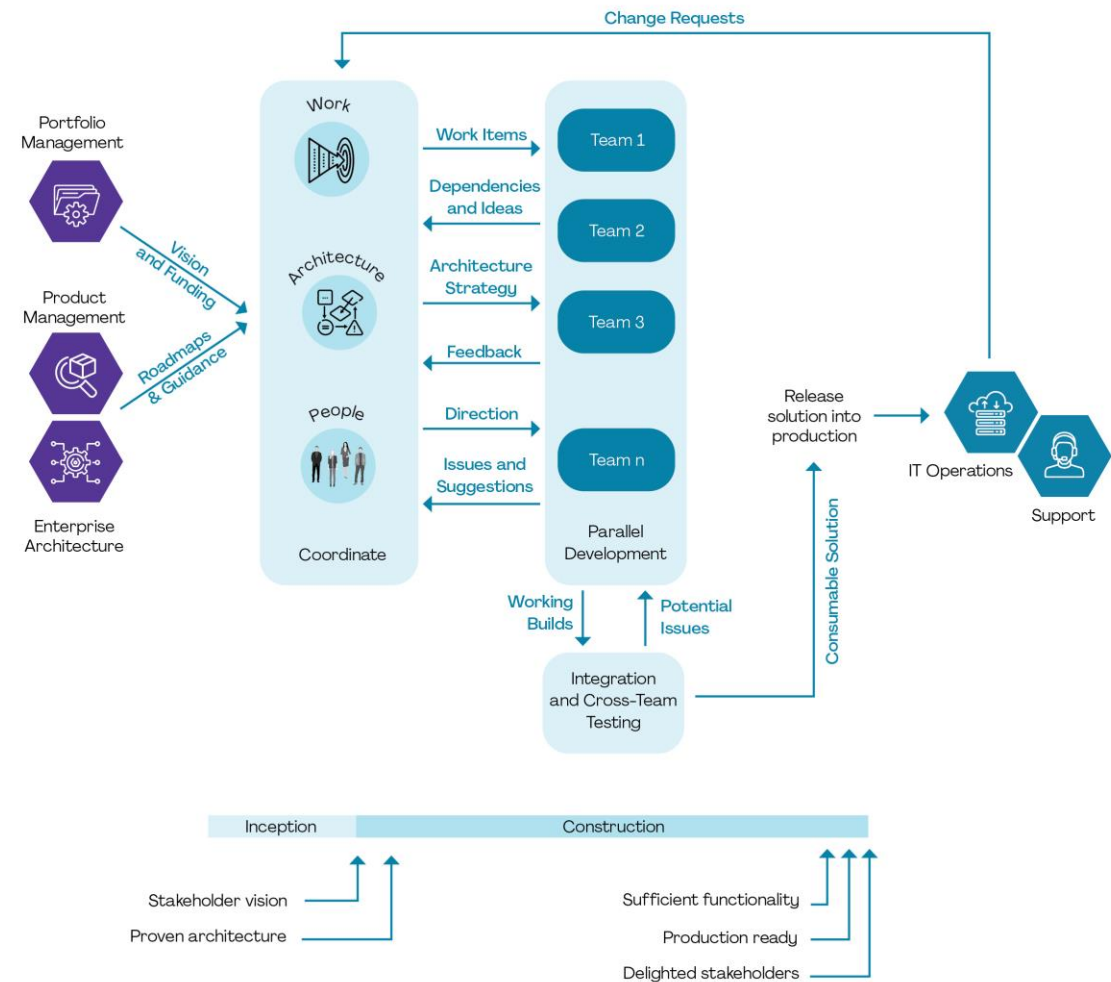 Change Requests
Portfolio
Management
Vision
and Funding
Product
Management
Roadmaps
& Guidance
Enterprise
Architecture
Work
Architecture
People
Coordinate
Work Items
Dependencies
and Ideas
Architecture
Strategy
Feedback
Direction
Issues and
Suggestions
Team 1
Team 2
Team 3
Team n
Parallel
Development
Working
Builds
Potential
Issues
Integration
and Cross-Team
Testing
Consumable Solution
Release
solution into
production
IT Operations
Support
Inception
Construction
Stakeholder vision
Proven architecture
Sufficient functionality
Production ready
Delighted stakeholders